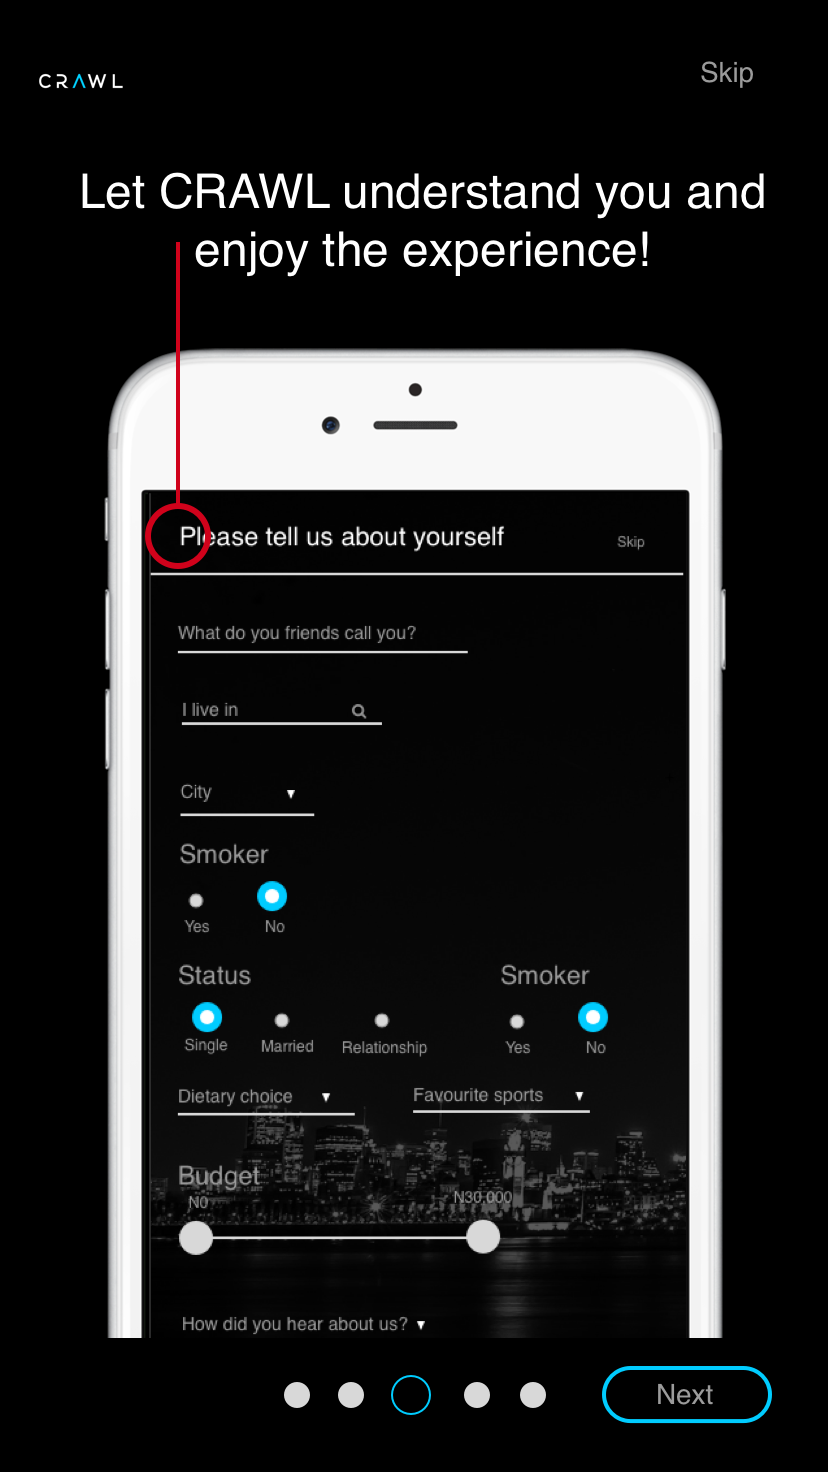 CRAWL
Skip
Let CRAWL understand you and
enjoy the experience!
Please tell us about yourself
Skip
What do you friends call you?
I live in
City
Smoker
Yes No
Status Smoker
Single Married Relationship Yes No
Dietary choice Favourite sports
Budget
N0 N30,000
How did you hear about us?
Next